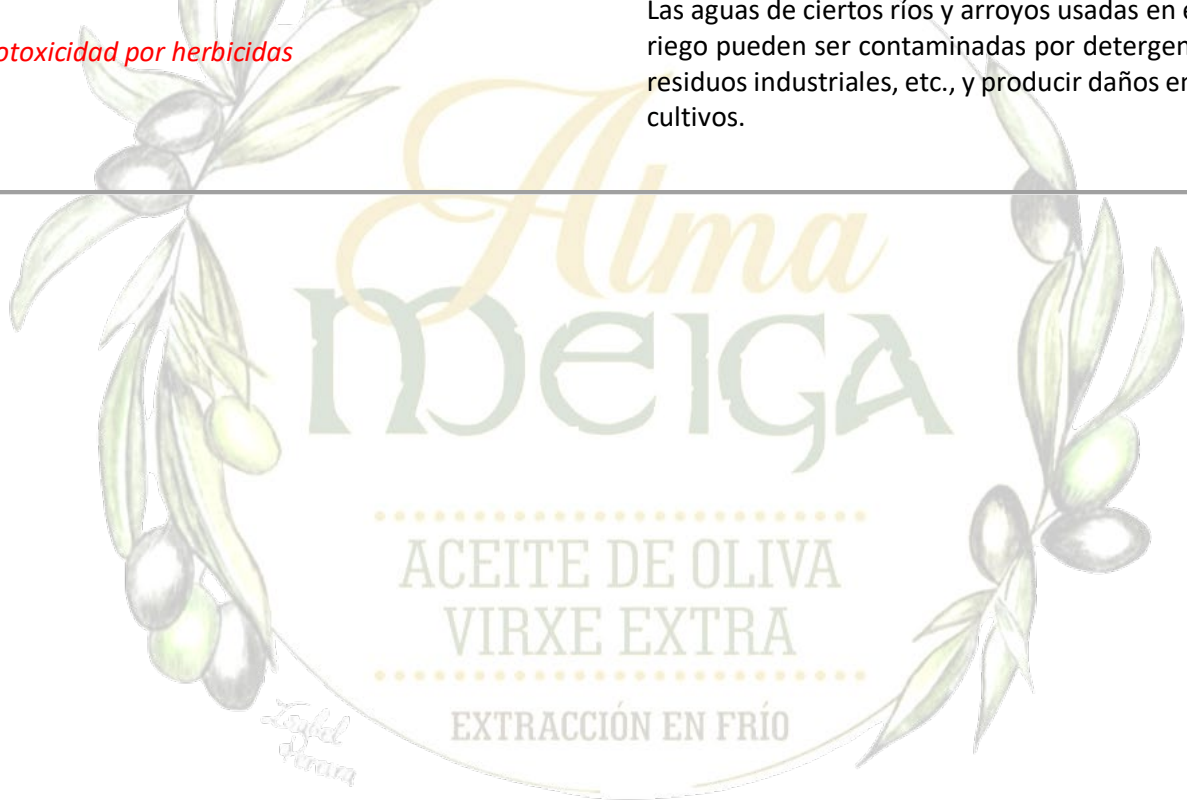 otoxicidad por herbicidas
Las aguas de ciertos ríos y arroyos usadas en e
riego pueden ser contaminadas por detergen
residuos industriales, etc., y producir daños en
cultivos.
Alma
MEIGA
ACEITE DE OLIVA
VIRXE EXTRA
EXTRACCIÓN EN FRÍO
Isabel